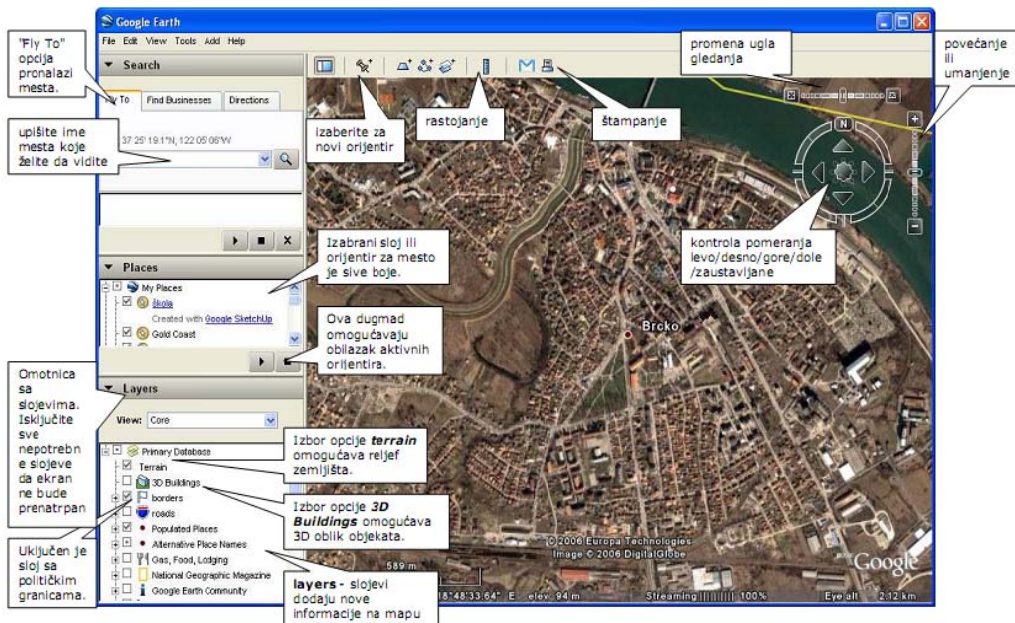 Google Earth
File Edit View Tools Add Help
Search
Fly To
Find Businesses
Directions
37 25' 19.1"N, 122 05' 06"W
Places
My Places
škola
Created with Google SketchUp
Gold Coast
Layers
View: Core
Primary Database
Terrain
3D Buildings
borders
roads
Populated Places
Alternative Place Names
Gas, Food, Lodging
National Geographic Magazine
Google Earth Community
"Fly To"
opcija
pronalazi
mesta.
upišite ime
mesta koje
želite da vidite
izaberite za
novi orijentir
rastojanje
štampanje
promena ugla
gledanja
povećanje
ili
umanjenje
N
kontrola pomeranja
levo/desno/gore/dole
/zaustavljane
Izabrani sloj ili
orijentir za mesto
je sive boje.
Ova dugmad
omogućavaju
obilazak aktivnih
orijentira.
Omotnica
sa
slojevima.
Isključite
sve
nepotrebn
e slojeve
da ekran
ne bude
prenatrpan
Izbor opcije terrain
omogućava reljef
zemljišta.
Izbor opcije 3D
Buildings omogućava
3D oblik objekata.
Uključen je
sloj sa
političkim
granicama.
layers - slojevi
dodaju nove
informacije na mapu
Brcko
© 2006 Europa Technologies
Image © 2006 DigitalGlobe
589 m
Google
18°48'33.64" E elev 94 m
Streaming |||||||||| 100%
Eye alt 2.12 km